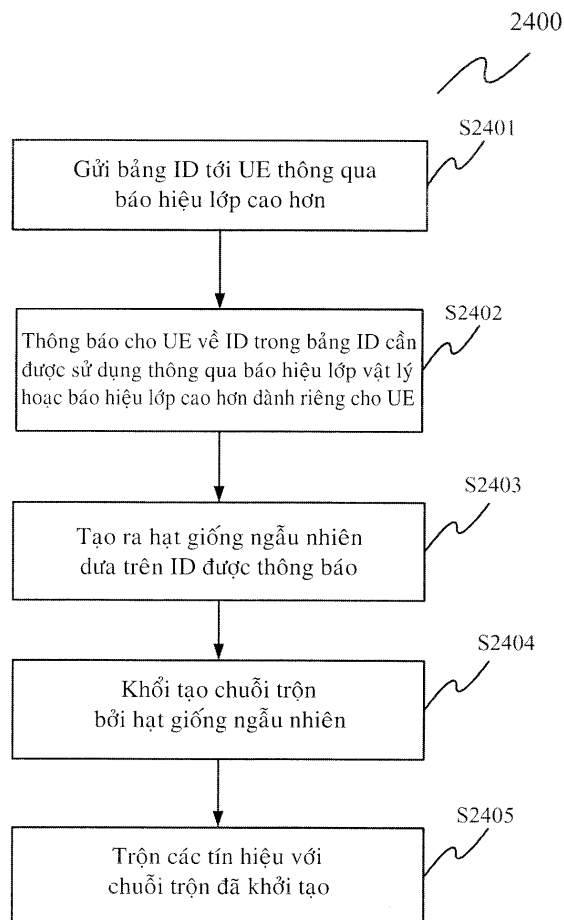 2400
S2401
Gửi bảng ID tới UE thông qua
báo hiệu lớp cao hơn
S2402
Thông báo cho UE về ID trong bảng ID cần
được sử dụng thông qua báo hiệu lớp vật lý
hoặc báo hiệu lớp cao hơn dành riêng cho UE
S2403
Tạo ra hạt giống ngẫu nhiên
dưa trên ID được thông báo
S2404
Khổi tạo chuỗi trộn
bởi hạt giống ngẫu nhiên
S2405
Trộn các tín hiệu với
chuỗi trộn đã khởi tạo